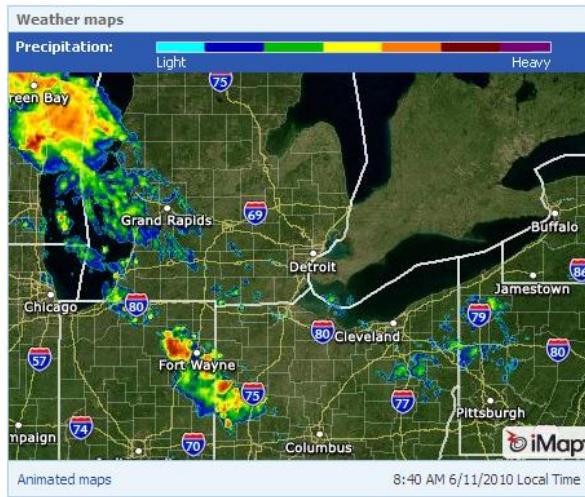 Weather maps
Precipitation:
Light
Heavy
75
reen Bay
Grand Rapids
69
Buffalo
Detroit
86
Jamestown
Chicago
80
79
80
Cleveland
57
Fort Wayne
80
75
77
Pittsburgh
mpaign
74
70
Columbus
iMap
Animated maps
8:40 AM 6/11/2010 Local Time